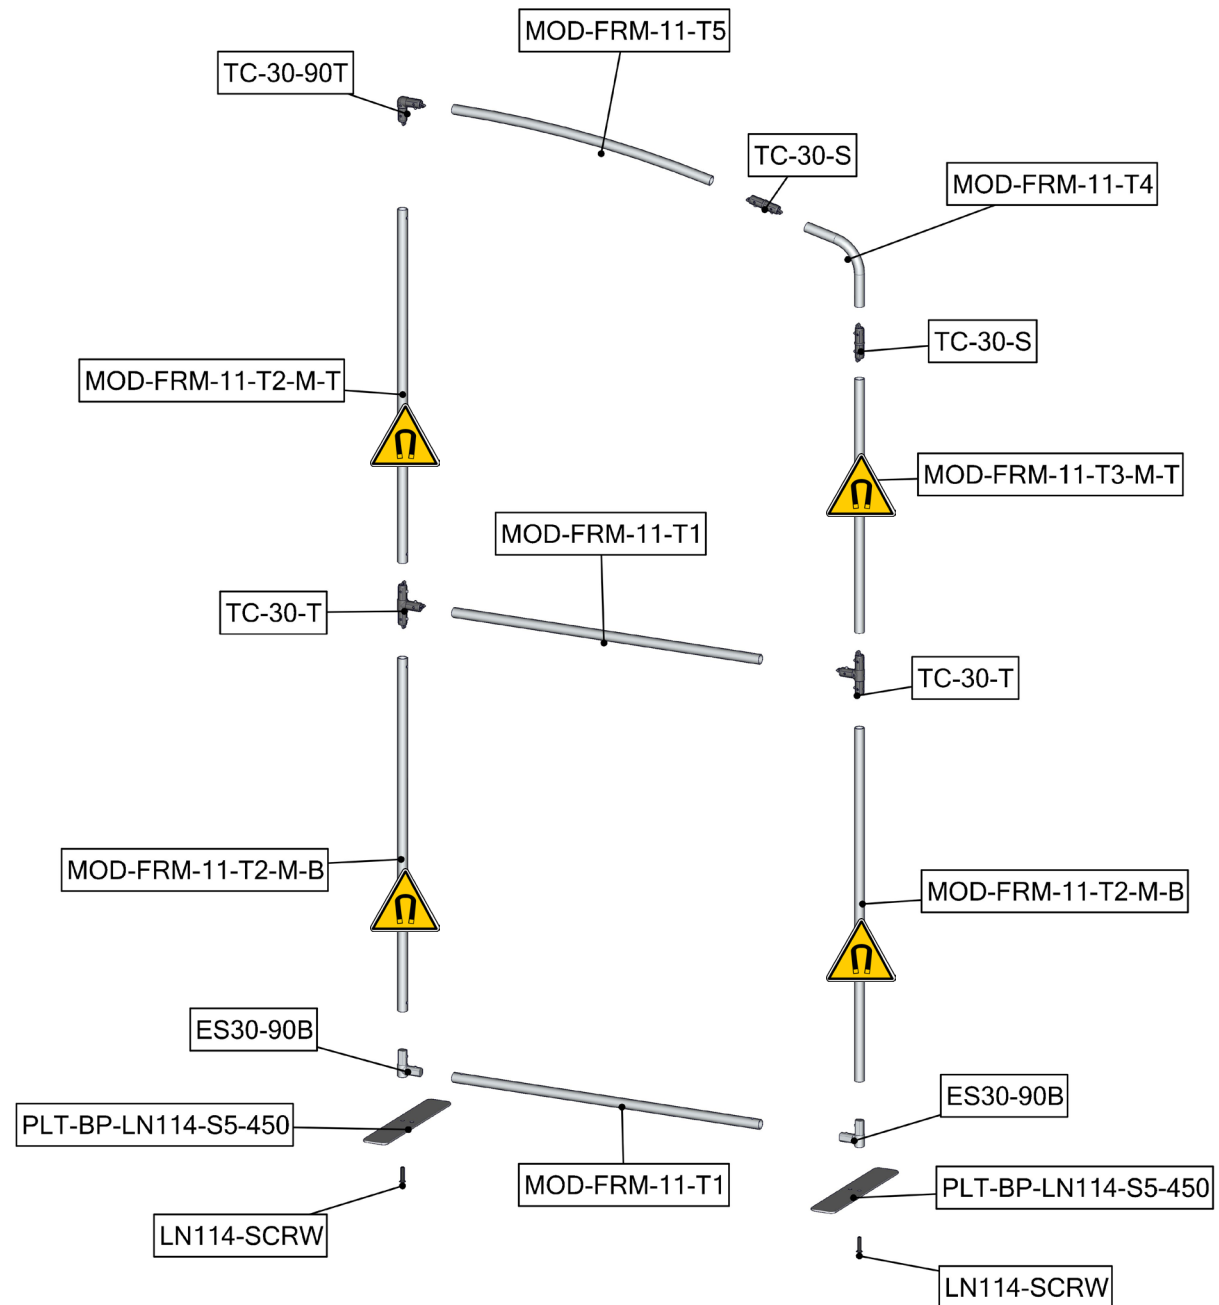 MOD-FRM-11-T5
TC-30-90T
TC-30-S
MOD-FRM-11-T4
TC-30-S
MOD-FRM-11-T2-M-T
MOD-FRM-11-T3-M-T
MOD-FRM-11-T1
TC-30-T
TC-30-T
MOD-FRM-11-T2-M-B
MOD-FRM-11-T2-M-B
ES30-90B
ES30-90B
PLT-BP-LN114-S5-450
MOD-FRM-11-T1
PLT-BP-LN114-S5-450
LN114-SCRW
LN114-SCRW